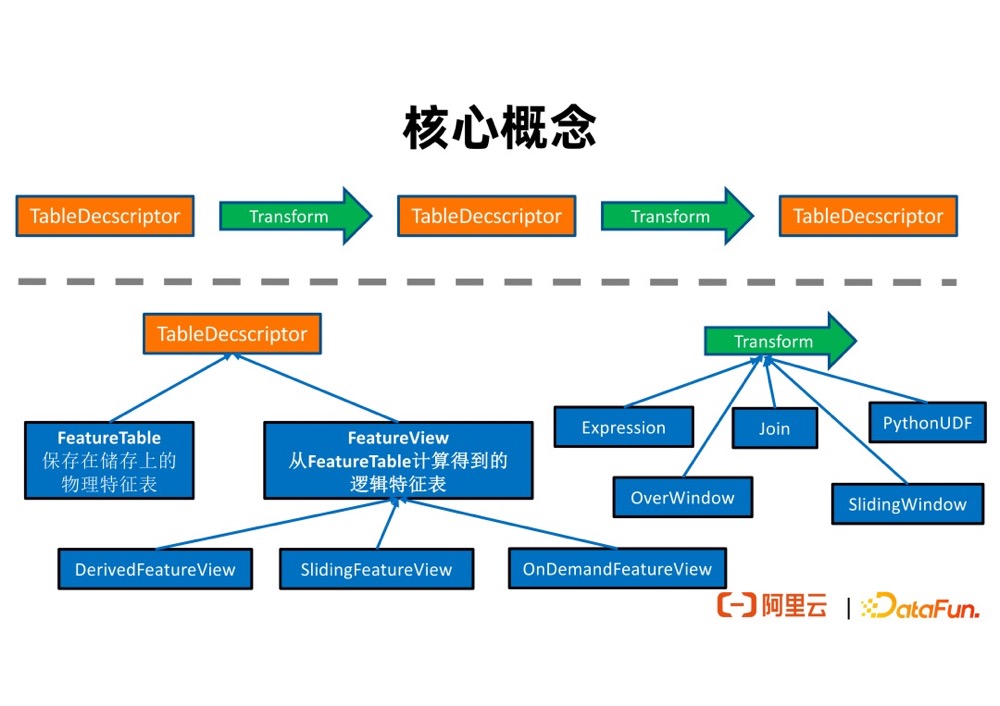 核心概念
TableDecscriptor
Transform
TableDecscriptor
Transform
TableDecscriptor
TableDecscriptor
FeatureTable
保存在储存上的
物理特征表
FeatureView
从FeatureTable计算得到的
逻辑特征表
DerivedFeatureView
SlidingFeatureView
OnDemandFeatureView
Transform
Expression
Join
PythonUDF
OverWindow
SlidingWindow
阿里云 | DataFun.